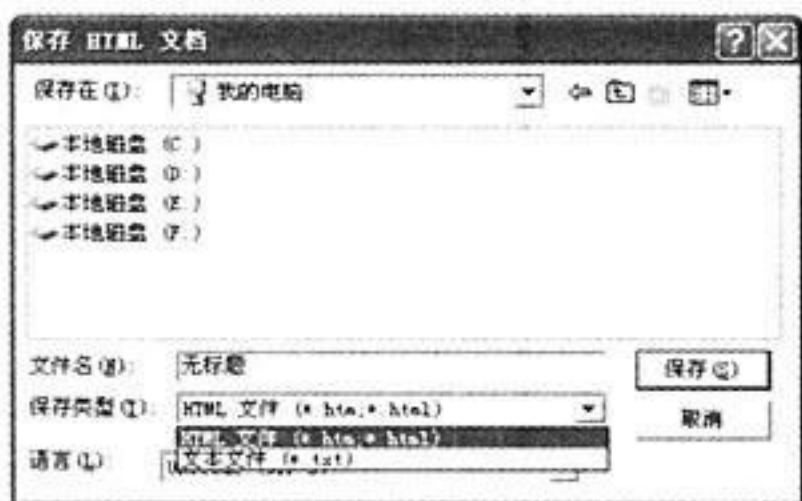 保存 HTML 文档
保存在(I):
我的电脑
本地磁盘 (C:)
本地磁盘 (D:)
本地磁盘 (E:)
本地磁盘 (F:)
文件名(N):
无标题
保存(S)
保存类型(T):
HTML 文件 (*.htm;*.html)
取消
HTML 文件 (*.htm;*.html)
文本文件 (*.txt)
语言(L):